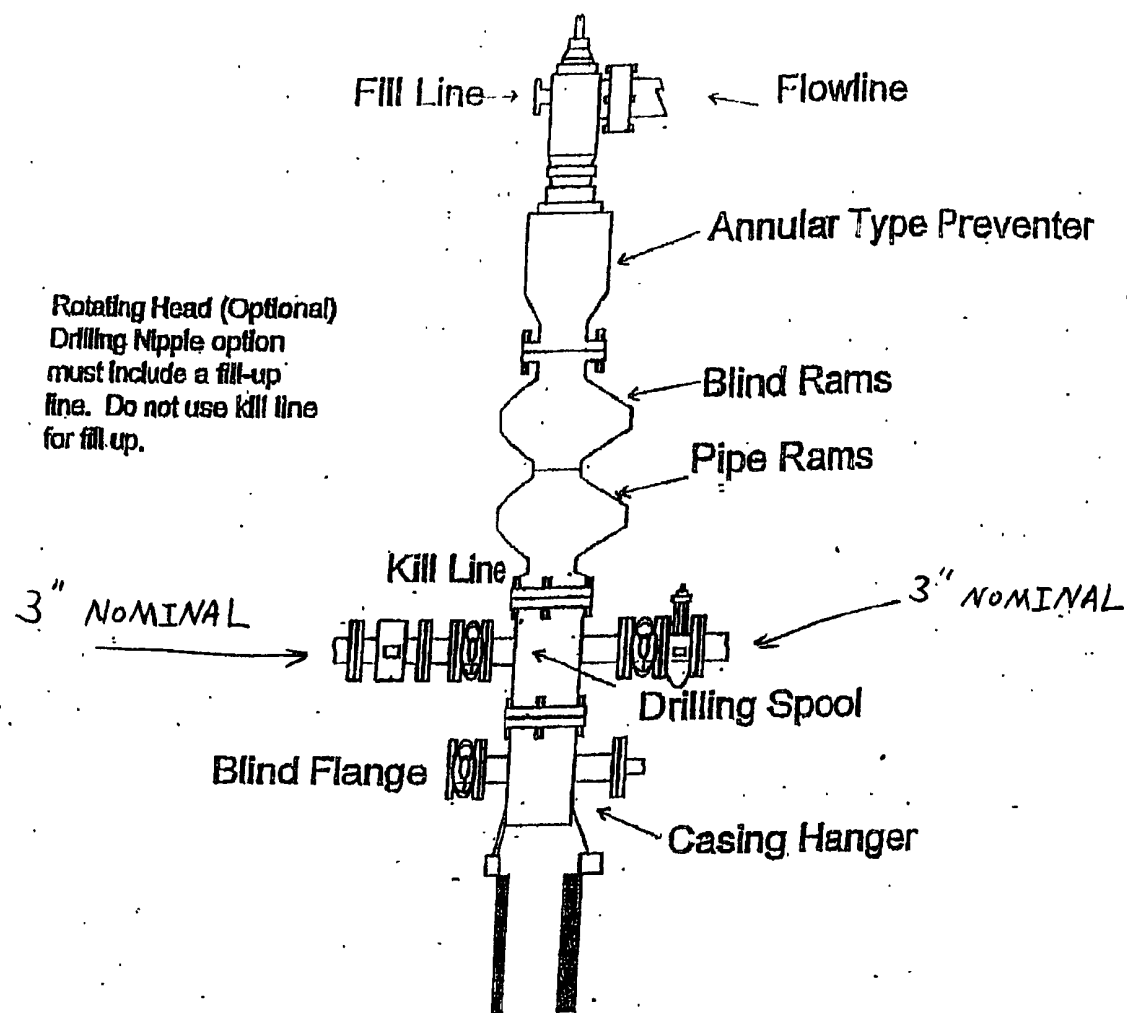 Fill Line
Flowline
Annular Type Preventer
Rotating Head (Optional)
Drilling Nipple option
must include a fill-up
line. Do not use kill line
for fill up.
Blind Rams
Pipe Rams
Kill Line
3" NOMINAL
3" NOMINAL
Drilling Spool
Blind Flange
Casing Hanger